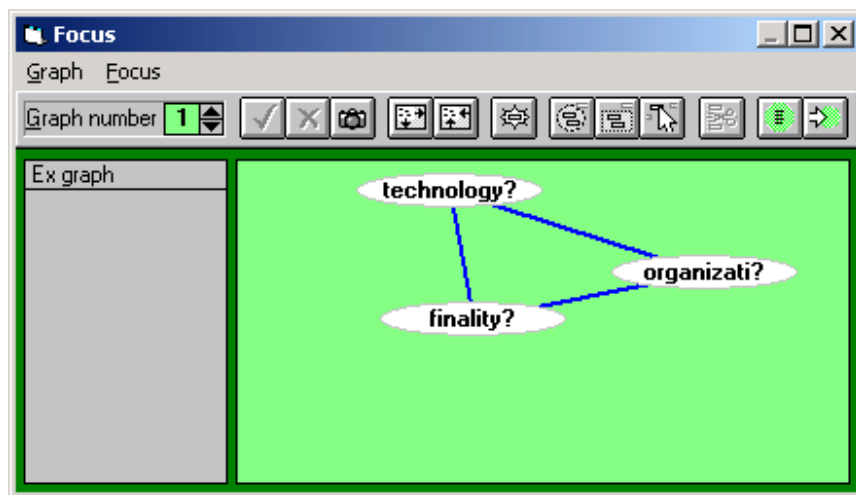 Focus
Graph Focus
Graph number 1
Ex graph
technology?
organizati?
finality?